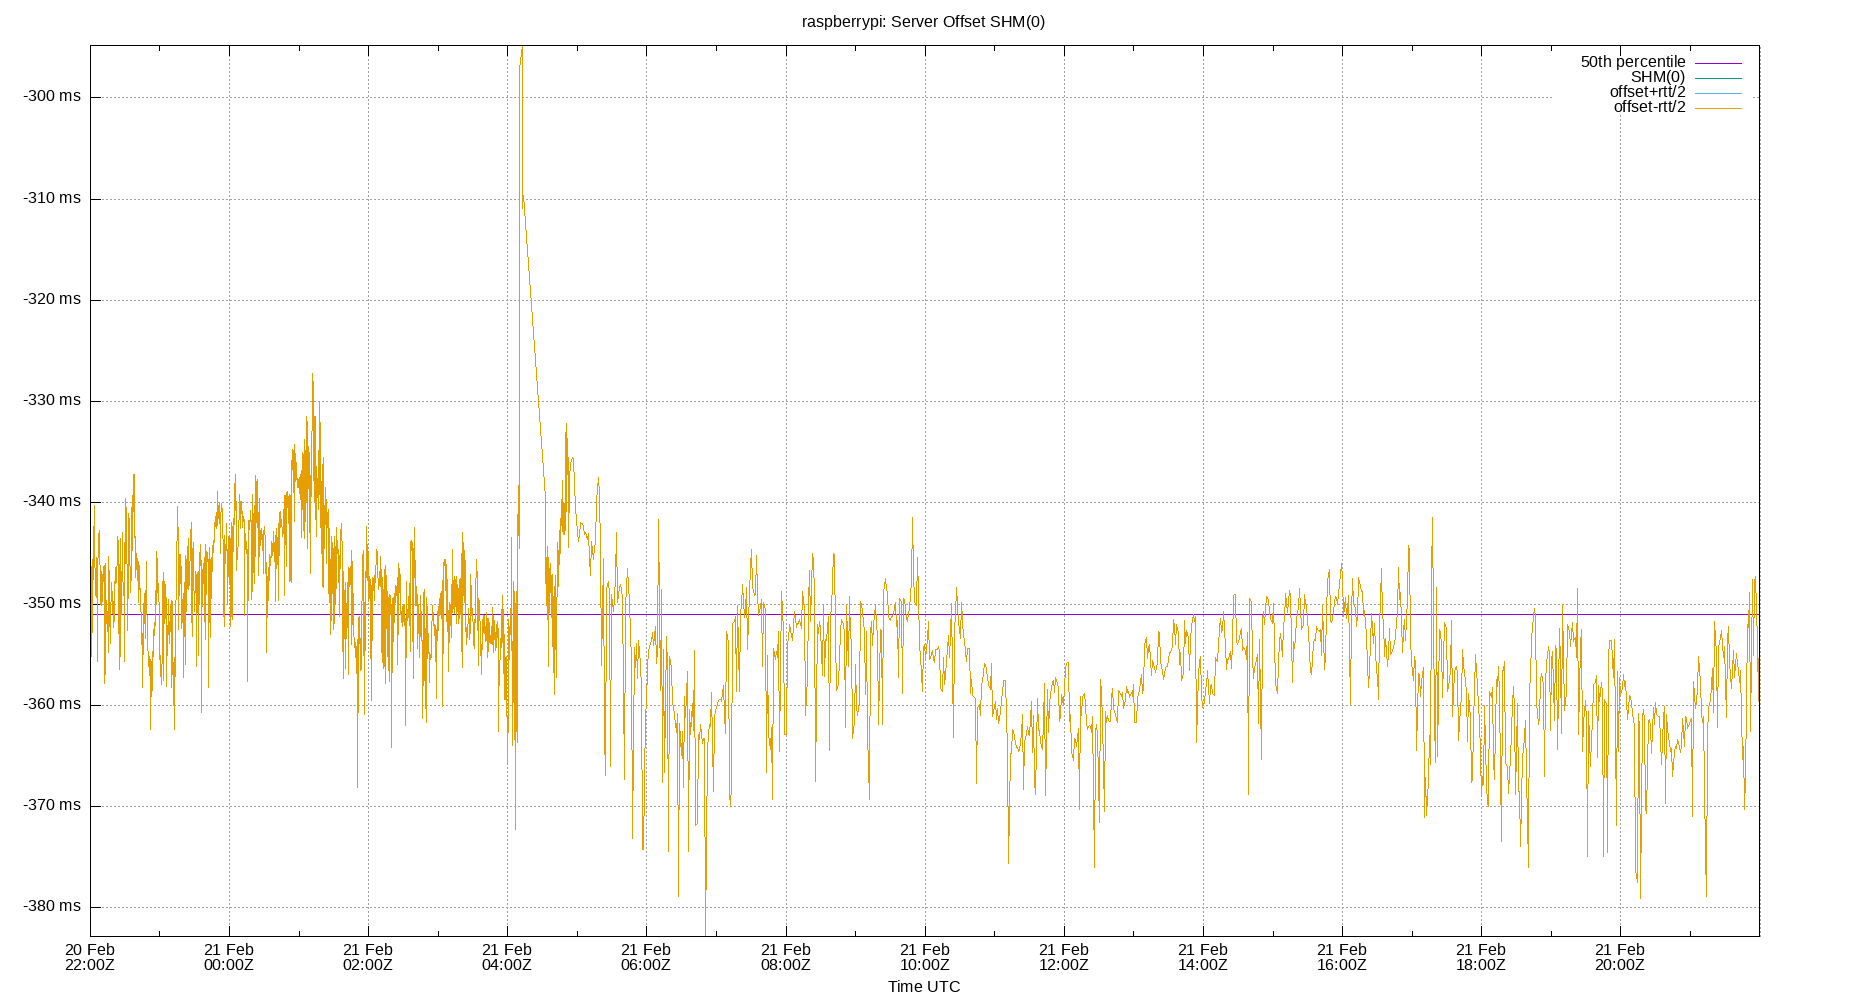 raspberrypi: Server Offset SHM(0)
50th percentile
SHM(0)
offset+rtt/2
offset-rtt/2
-300 ms
-310 ms
-320 ms
-330 ms
-340 ms
-350 ms
-360 ms
-370 ms
-380 ms
20 Feb 21 Feb 21 Feb 21 Feb 21 Feb 21 Feb 21 Feb 21 Feb 21 Feb 21 Feb 21 Feb 21 Feb
22:00Z 00:00Z 02:00Z 04:00Z 06:00Z 08:00Z 10:00Z 12:00Z 14:00Z 16:00Z 18:00Z 20:00Z
Time UTC